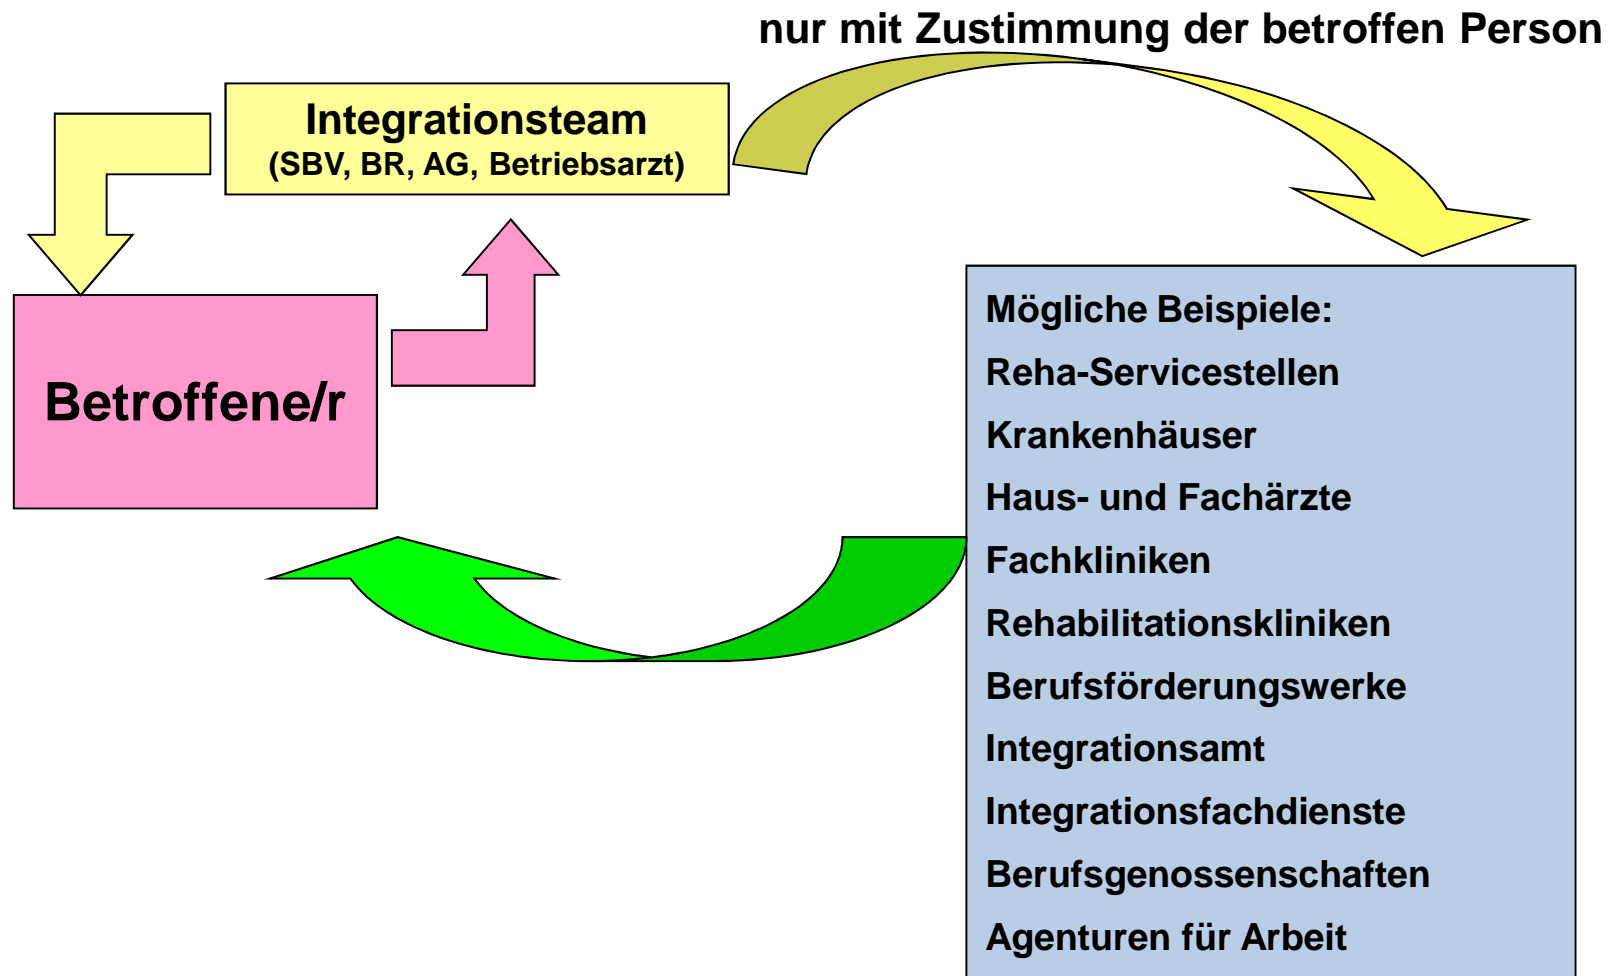 nur mit Zustimmung der betroffen Person
Integrationsteam
(SBV, BR, AG, Betriebsarzt)
Betroffene/r
Mögliche Beispiele:
Reha-Servicestellen
Krankenhäuser
Haus- und Fachärzte
Fachkliniken
Rehabilitationskliniken
Berufsförderungswerke
Integrationsamt
Integrationsfachdienste
Berufsgenossenschaften
Agenturen für Arbeit